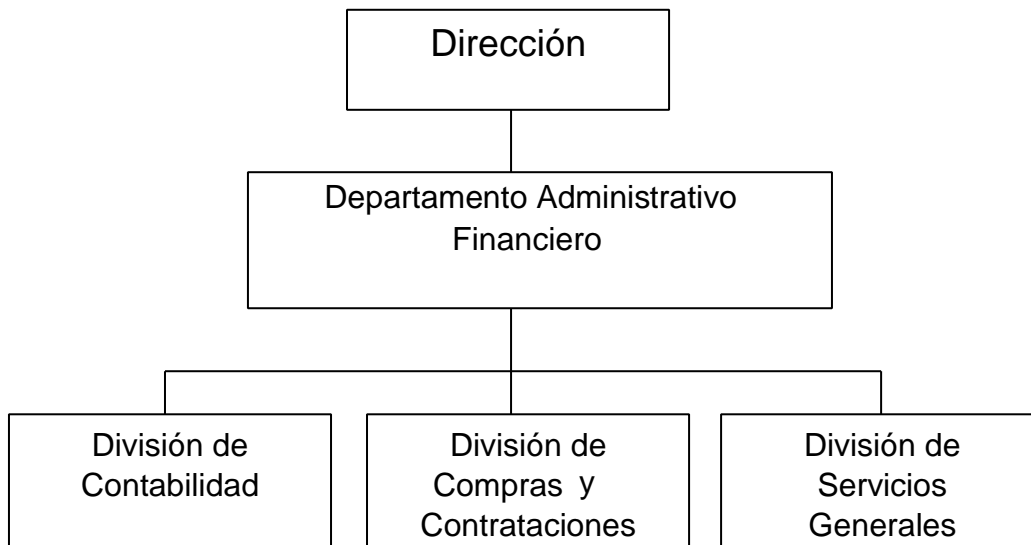 Dirección
Departamento Administrativo
Financiero
División de
Contabilidad
División de
Compras y
Contrataciones
División de
Servicios
Generales